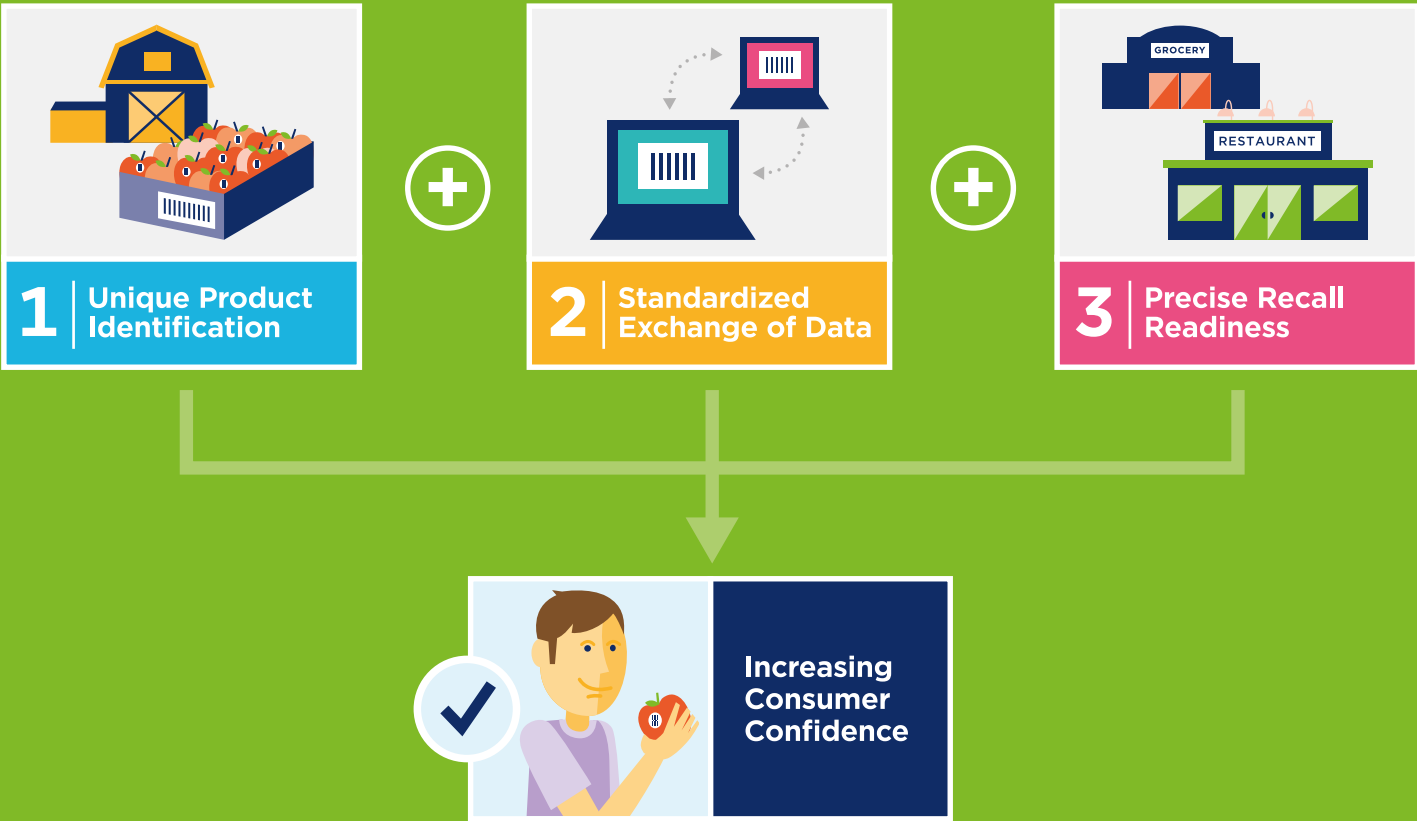 GROCERY
RESTAURANT
1
Unique Product
Identification
2
Standardized
Exchange of Data
3
Precise Recall
Readiness
Increasing
Consumer
Confidence